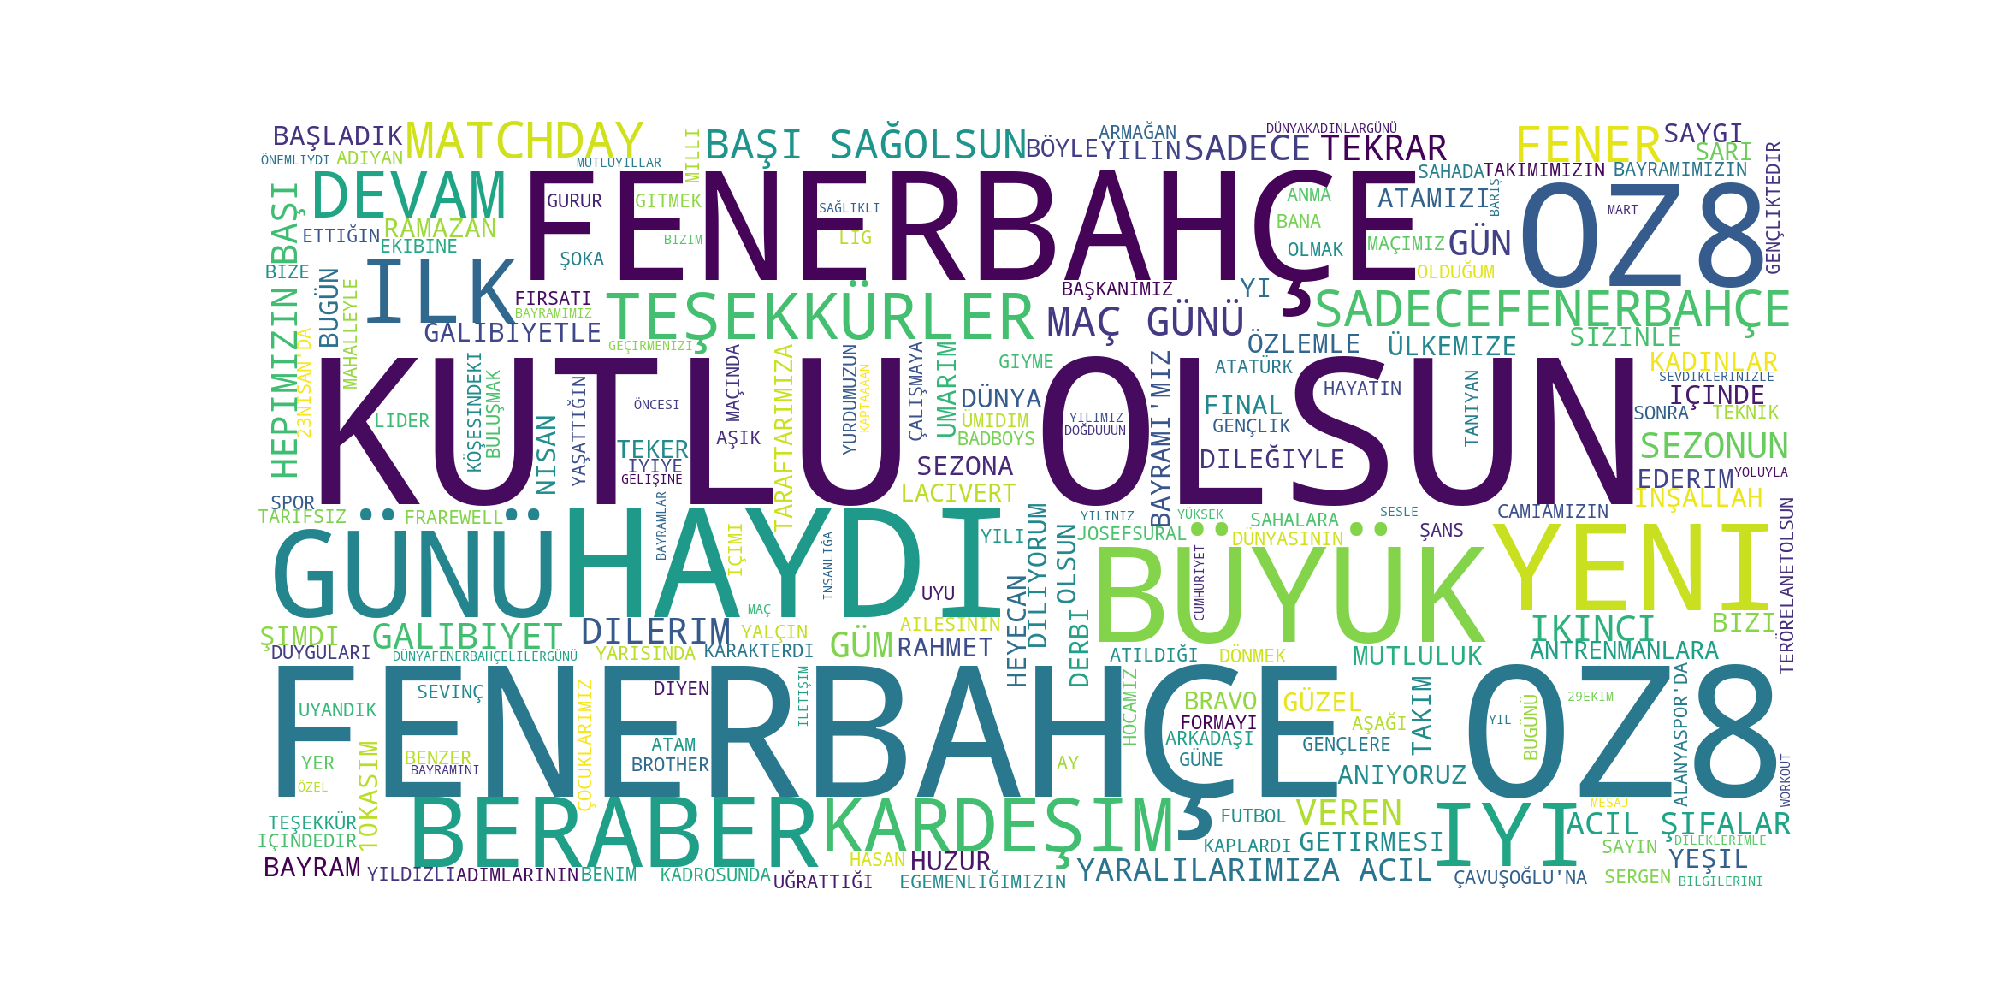 BAŞLADIK MATCHDAY BAŞI SAĞOLSUN BÖYLE ARMAĞAN YILIN SADECE DÜNYAKADINLARGÜNÜ TEKRAR FENER SAYGI SARI
ÖNEMLIYDI ADIYAN MUTLUYILLAR MILLI SAHADA TAKIMIMIZIN BAYRAMIMIZIN
BAŞI DEVAM FENERBAHÇE OZ8 GURUR GITMEK SAĞLIKLI ANMA ATAMIZI BARIŞ MART GENÇLIKTEDIR
ETTIĞIN RAMAZAN EKIBINE BIZIM LIG BANA OLMAK MAÇIMIZ GÜN
BIZE BUGÜN ILK ŞOKA OLDUĞUM
HEPIMIZIN MAHALLEYLE FIRSATI BAYRAMIMIZ TEŞEKKÜRLER BAŞKANIMIZ YI SADECEFENERBAHÇE
23NISAN'DA GALIBIYETLE GEÇIRMENIZI MAÇ GÜNÜ ÖZLEMLE ÜLKEMIZE SIZINLE
KUTLU OLSUN MAÇINDA TARAFTARIMIZA YURDUMUZUN KAPTAAAAN ÇALIŞMAYA UMARIM GIYME BAYRAMI'MIZ ATATÜRK KADINLAR SEVDIKLERINIZLE
LIDER KÖŞESINDEKI BULUŞMAK YAŞATTIĞIN ÖNCESI DÜNYA ÜMIDIM YILIMIZ DOĞDUUUN FINAL HAYATIN TANIYAN IÇINDE SONRA TEKNIK
NISAN TEKER AŞIK BADBOYS GENÇLIK SEZONUN
IYIYE GELIŞINE SEZONA DILEĞIYLE EDERIM YOLUYLA
SPOR LACIVERT INŞALLAH
TARIFSIZ FRAREWELL BAYRAMLAR YILINIZ YÜKSEK SAHALARA SESLE CAMIAMIZIN
GÜNÜ HAYDI IÇIMI INSANLIĞA YILI DILIYORUM OLSUN JOSEFSURAL DÜNYASININ ŞANS YENI TERÖRELANETOLSUN
UYU HEYECAN BÜYÜK CUMHURIYET
ŞIMDI GALIBIYET DILERIM MAÇ YALÇIN GÜM AILESININ DERBI IKINCI BIZI
DUYGULARI DÜNYAFENERBAHÇELILERGÜNÜ YARISINDA KARAKTERDI RAHMET ATILDIĞI DÖNMEK MUTLULUK ANTRENMANLARA
FENERBAHÇE OZ8 SEVINÇ ÇOCUKLARIMIZ DIYEN ILETIŞIM HOCAMIZ BRAVO GÜZEL TAKIM 29EKIM ALANYASPOR'DA
UYANDIK FORMAYI AŞAĞI YIL BUGÜNÜ
YER 10KASIM BENZER ATAM ARKADAŞI GENÇLERE
ÖZEL BAYRAMINI BROTHER AY GÜNE ANIYORUZ WORKOUT
TEŞEKKÜR BERABER KARDEŞIM FUTBOL VEREN IYI MESAJ ACIL ŞIFALAR
IÇINDEDIR KAPLARDI GETIRMESI SAYIN DILEKLERIMLE
BAYRAM HASAN HUZUR YARALILARIMIZA ACIL YEŞIL
YILDIZLI ADIMLARININ BENIM KADROSUNDA UĞRATTIĞI EGEMENLIĞIMIZIN ÇAVUŞOĞLU'NA SERGEN BILGILERINI